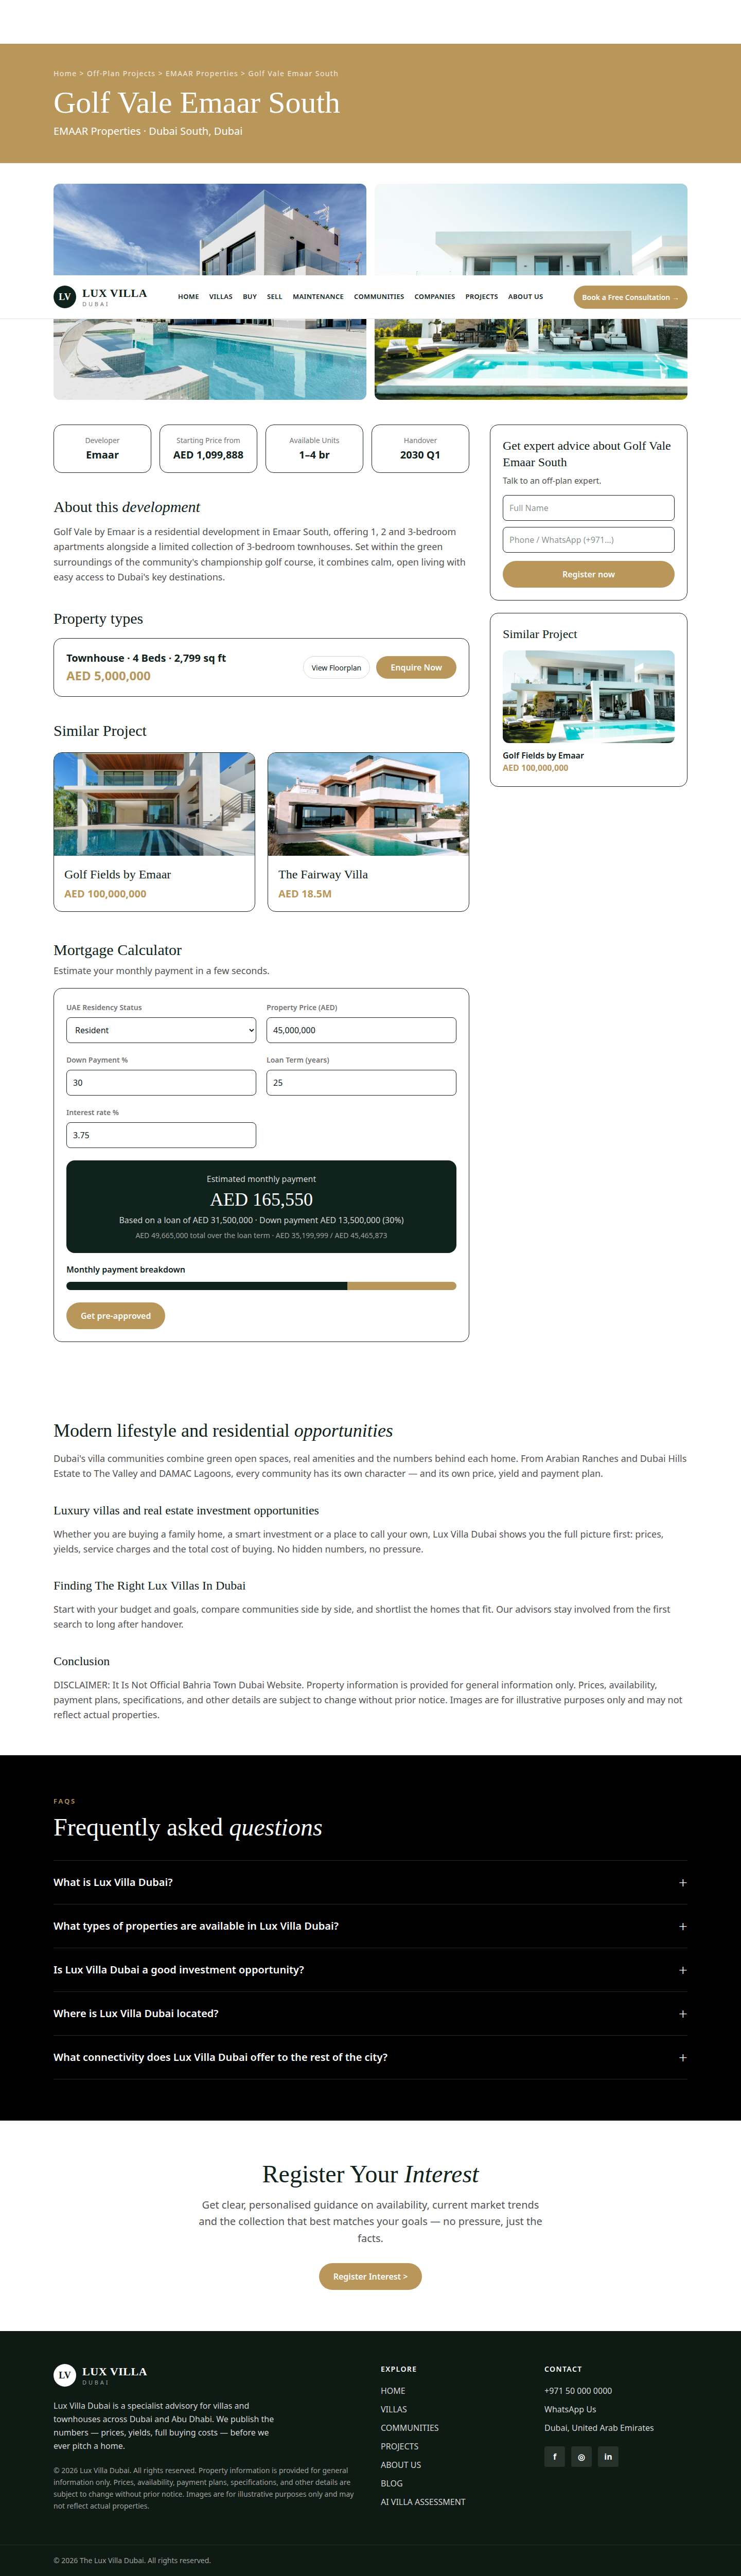 Home > Off-Plan Projects > EMAAR Properties > Golf Vale Emaar South
Golf Vale Emaar South
EMAAR Properties · Dubai South, Dubai
LV LUX VILLA
DUBAI
HOME VILLAS BUY SELL MAINTENANCE COMMUNITIES COMPANIES PROJECTS ABOUT US
Book a Free Consultation →
Developer
Emaar
Starting Price from
AED 1,099,888
Available Units
1–4 br
Handover
2030 Q1
About this development
Golf Vale by Emaar is a residential development in Emaar South, offering 1, 2 and 3-bedroom
apartments alongside a limited collection of 3-bedroom townhouses. Set within the green
surroundings of the community's championship golf course, it combines calm, open living with
easy access to Dubai's key destinations.
Property types
Townhouse · 4 Beds · 2,799 sq ft
AED 5,000,000
View Floorplan
Enquire Now
Similar Project
Golf Fields by Emaar
AED 100,000,000
The Fairway Villa
AED 18.5M
Mortgage Calculator
Estimate your monthly payment in a few seconds.
UAE Residency Status
Resident
Property Price (AED)
45,000,000
Down Payment %
30
Loan Term (years)
25
Interest rate %
3.75
Estimated monthly payment
AED 165,550
Based on a loan of AED 31,500,000 · Down payment AED 13,500,000 (30%)
AED 49,665,000 total over the loan term · AED 35,199,999 / AED 45,465,873
Monthly payment breakdown
Get pre-approved
Get expert advice about Golf Vale
Emaar South
Talk to an off-plan expert.
Full Name
Phone / WhatsApp (+971...)
Register now
Similar Project
Golf Fields by Emaar
AED 100,000,000
Modern lifestyle and residential opportunities
Dubai's villa communities combine green open spaces, real amenities and the numbers behind each home. From Arabian Ranches and Dubai Hills
Estate to The Valley and DAMAC Lagoons, every community has its own character — and its own price, yield and payment plan.
Luxury villas and real estate investment opportunities
Whether you are buying a family home, a smart investment or a place to call your own, Lux Villa Dubai shows you the full picture first: prices,
yields, service charges and the total cost of buying. No hidden numbers, no pressure.
Finding The Right Lux Villas In Dubai
Start with your budget and goals, compare communities side by side, and shortlist the homes that fit. Our advisors stay involved from the first
search to long after handover.
Conclusion
DISCLAIMER: It Is Not Official Bahria Town Dubai Website. Property information is provided for general information only. Prices, availability,
payment plans, specifications, and other details are subject to change without prior notice. Images are for illustrative purposes only and may not
reflect actual properties.
FAQS
Frequently asked questions
What is Lux Villa Dubai?
What types of properties are available in Lux Villa Dubai?
Is Lux Villa Dubai a good investment opportunity?
Where is Lux Villa Dubai located?
What connectivity does Lux Villa Dubai offer to the rest of the city?
Register Your Interest
Get clear, personalised guidance on availability, current market trends
and the collection that best matches your goals — no pressure, just the
facts.
Register Interest >
LV LUX VILLA
DUBAI
Lux Villa Dubai is a specialist advisory for villas and
townhouses across Dubai and Abu Dhabi. We publish the
numbers — prices, yields, full buying costs — before we
ever pitch a home.
© 2026 Lux Villa Dubai. All rights reserved. Property information is provided for general
information only. Prices, availability, payment plans, specifications, and other details are
subject to change without prior notice. Images are for illustrative purposes only and may
not reflect actual properties.
EXPLORE
HOME
VILLAS
COMMUNITIES
PROJECTS
ABOUT US
BLOG
AI VILLA ASSESSMENT
CONTACT
+971 50 000 0000
WhatsApp Us
Dubai, United Arab Emirates
f ◎ in
© 2026 The Lux Villa Dubai. All rights reserved.